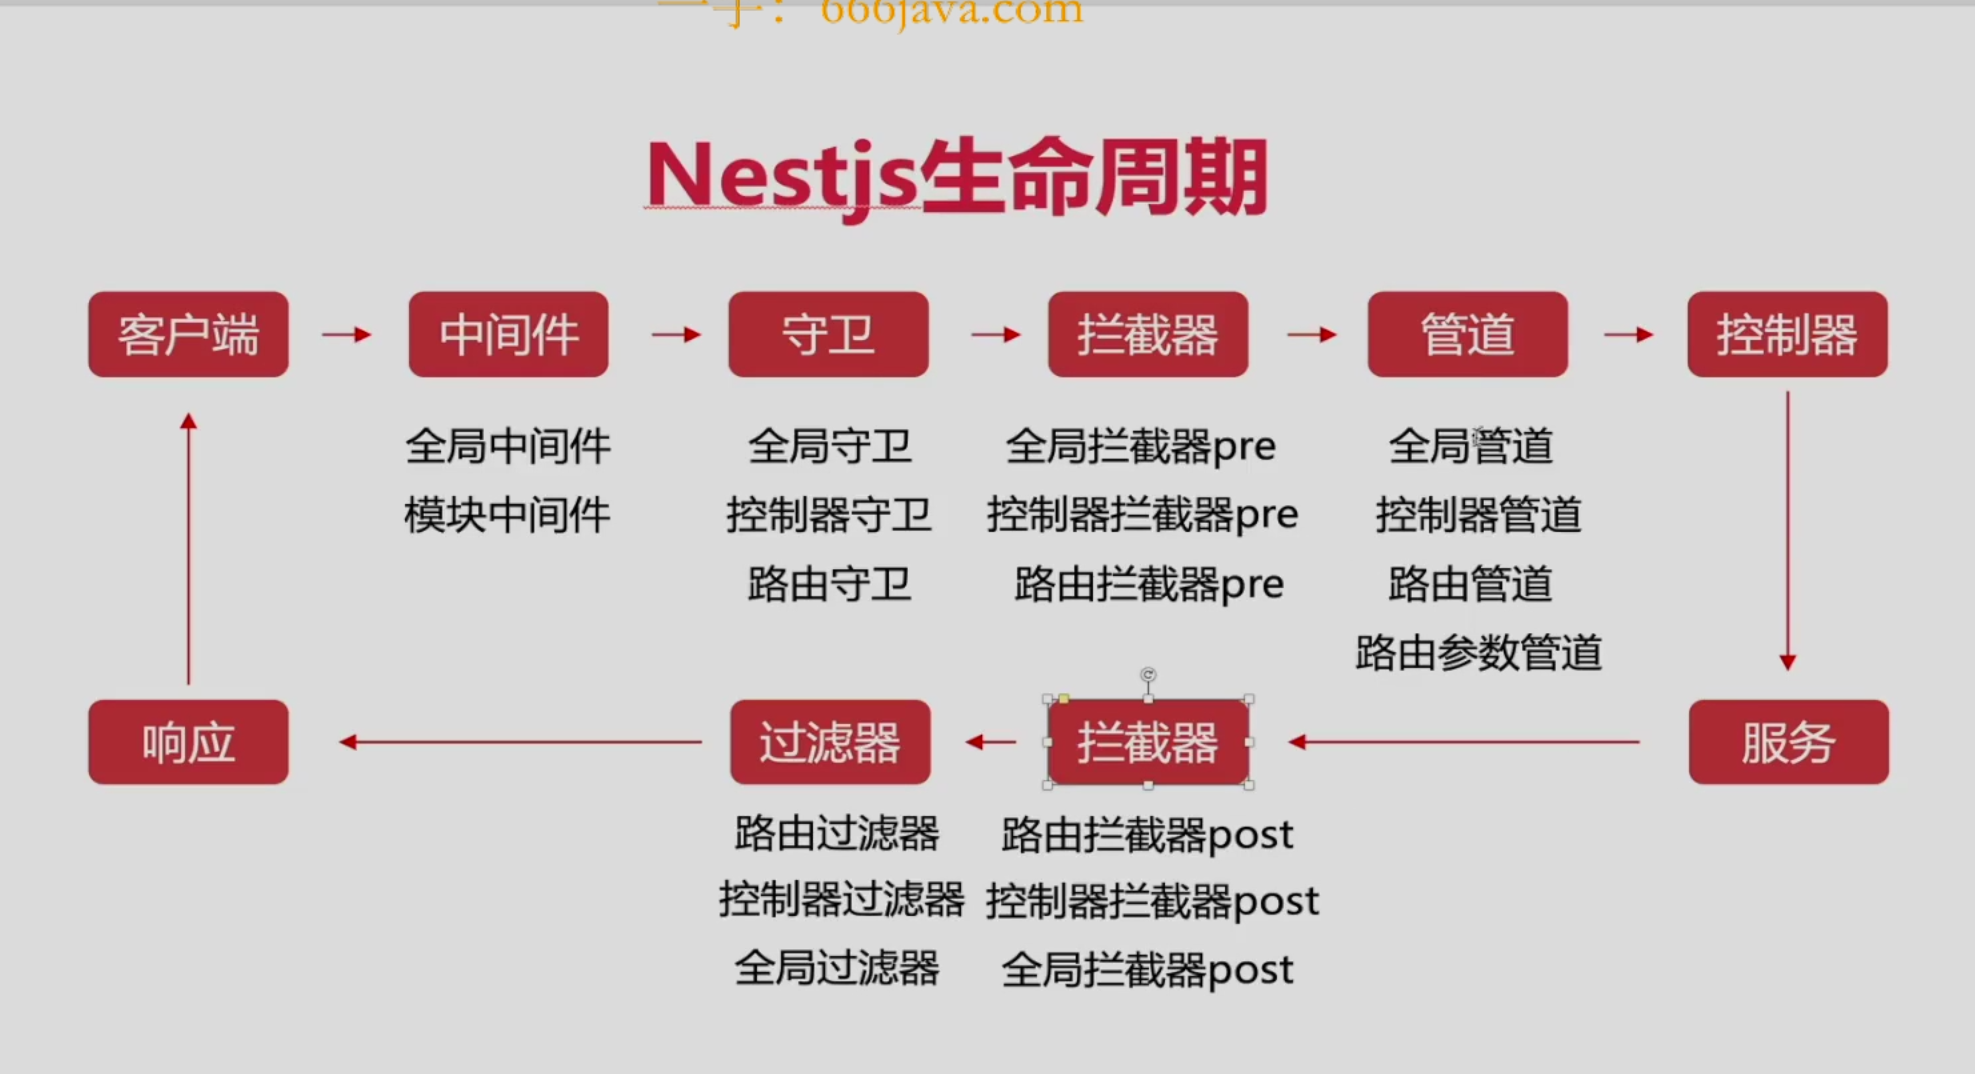 一手：666java.com
Nestjs生命周期
客户端
中间件
守卫
拦截器
管道
控制器
全局中间件
全局守卫
全局拦截器pre
全局管道
模块中间件
控制器守卫
控制器拦截器pre
控制器管道
路由守卫
路由拦截器pre
路由管道
路由参数管道
响应
过滤器
拦截器
服务
路由过滤器
路由拦截器post
控制器过滤器
控制器拦截器post
全局过滤器
全局拦截器post